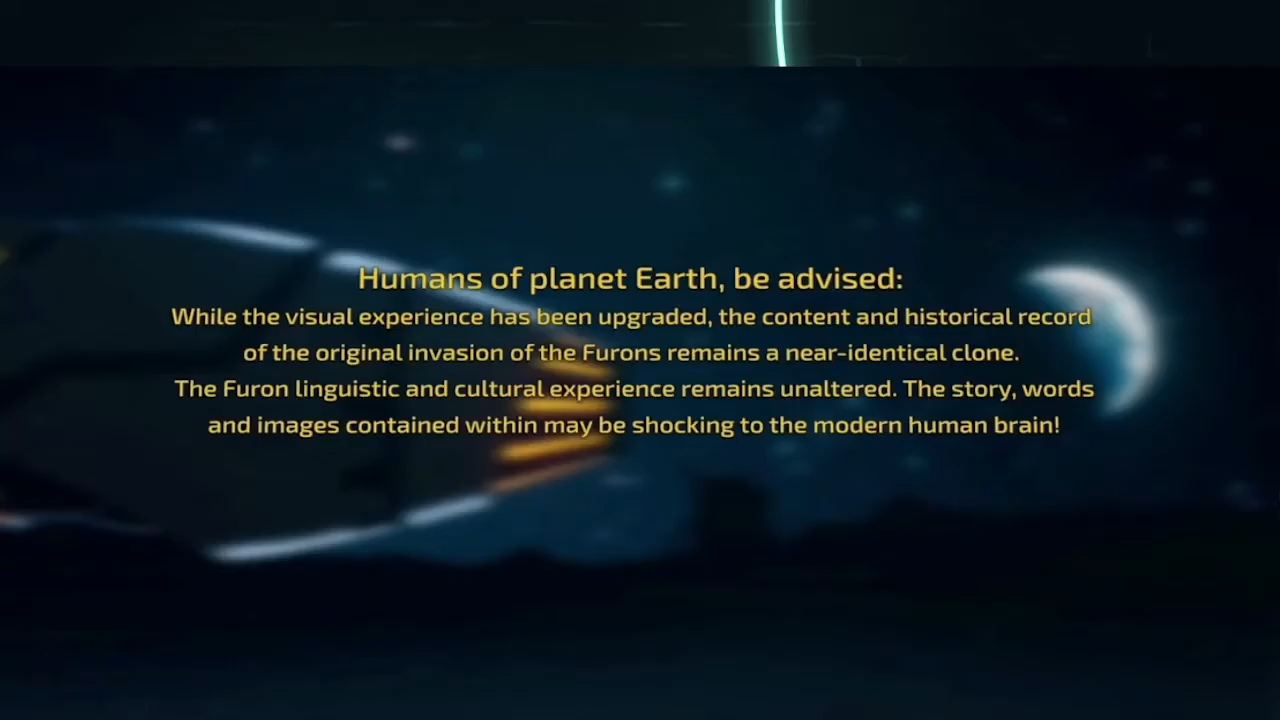 Humans of planet Earth, be advised:
While the visual experience has been upgraded, the content and historical record
of the original invasion of the Furons remains a near-identical clone.
The Furon linguistic and cultural experience remains unaltered. The story, words
and images contained within may be shocking to the modern human brain!